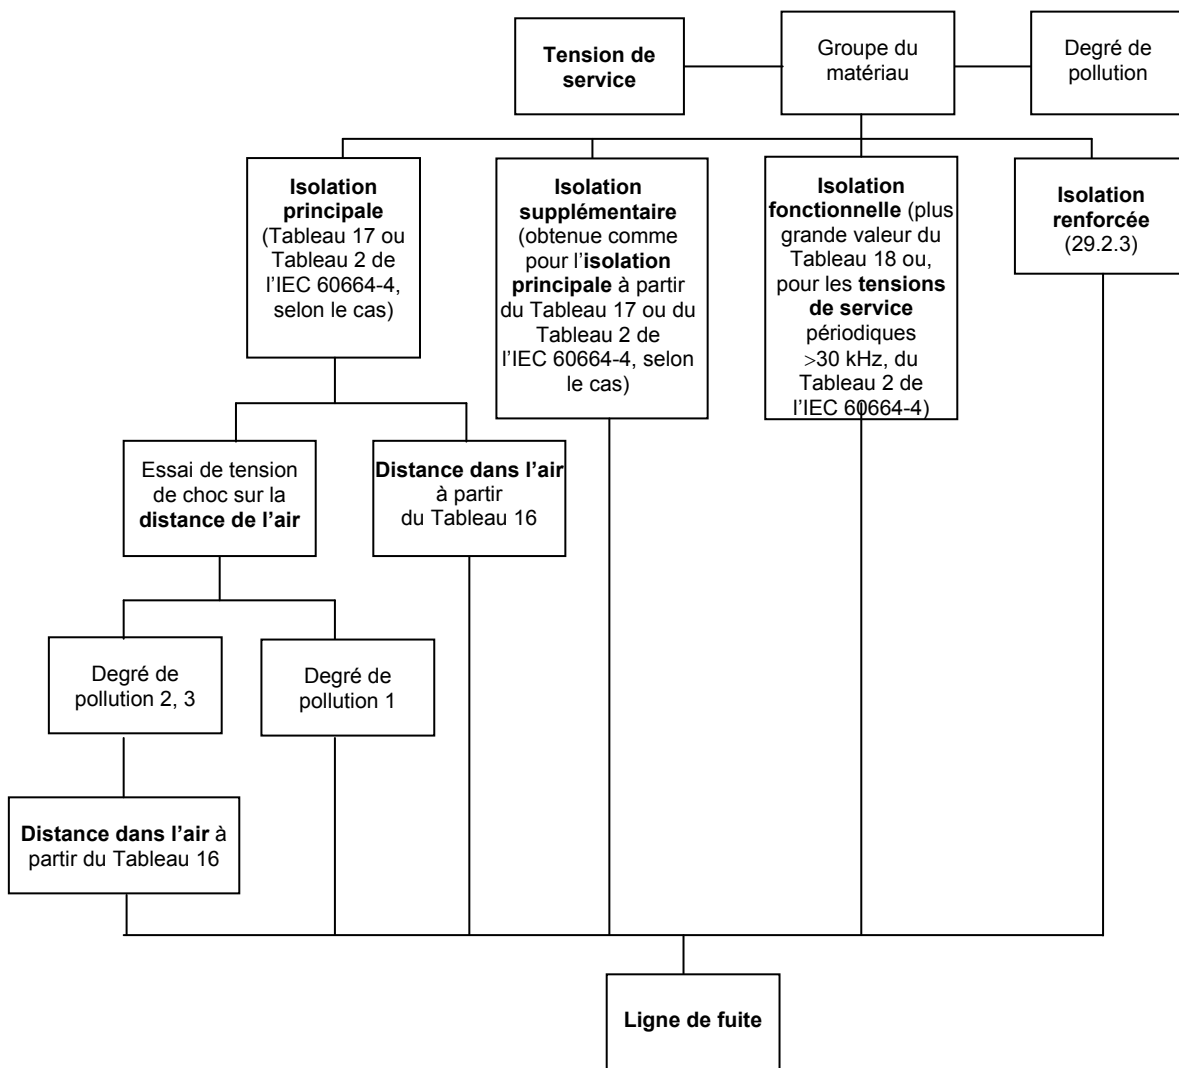 Tension de
service
Groupe du
matériau
Degré de
pollution
Isolation
principale
(Tableau 17 ou
Tableau 2 de
l’IEC 60664-4,
selon le cas)
Isolation
supplémentaire
(obtenue comme
pour l’isolation
principale à partir
du Tableau 17 ou du
Tableau 2 de
l’IEC 60664-4, selon
le cas)
Isolation
fonctionnelle (plus
grande valeur du
Tableau 18 ou,
pour les tensions
de service
périodiques
>30 kHz, du
Tableau 2 de
l’IEC 60664-4)
Isolation
renforcée
(29.2.3)
Essai de tension
de choc sur la
distance de l’air
Distance dans l’air
à partir
du Tableau 16
Degré de
pollution 2, 3
Degré de
pollution 1
Distance dans l’air à
partir du Tableau 16
Ligne de fuite